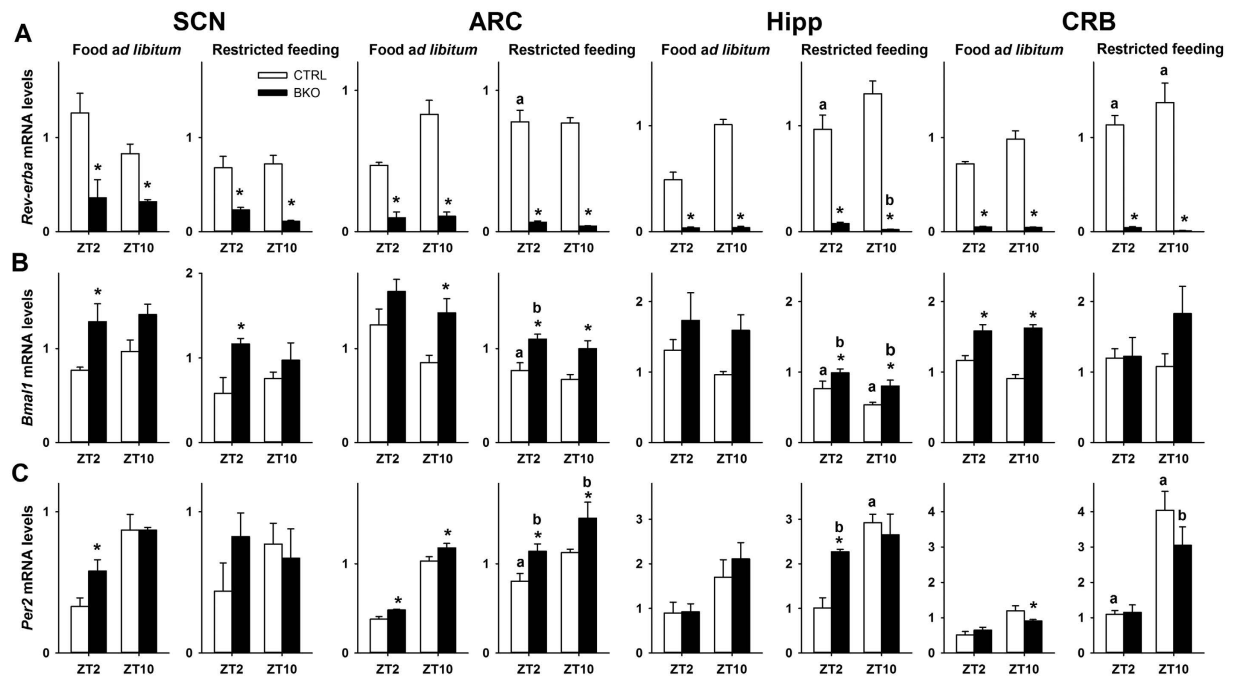 SCN ARC Hipp CRB
A
Food ad libitum Restricted feeding Food ad libitum Restricted feeding Food ad libitum Restricted feeding Food ad libitum Restricted feeding
CTRL
BKO
Rev-erba mRNA levels
1 1 1 1 1 1 1 1
a a a a
* * * * * * * * * * * b * * * * *
0 0 0 0 0 0 0 0
ZT2 ZT10 ZT2 ZT10 ZT2 ZT10 ZT2 ZT10 ZT2 ZT10 ZT2 ZT10 ZT2 ZT10 ZT2 ZT10
B
Bmal1 mRNA levels
2 2 2 2 2
1 1 1 1 1 1 1 1
* * * a b * * a b * a b * * *
0 0 0 0 0 0 0 0
ZT2 ZT10 ZT2 ZT10 ZT2 ZT10 ZT2 ZT10 ZT2 ZT10 ZT2 ZT10 ZT2 ZT10 ZT2 ZT10
C
Per2 mRNA levels
1 1 4 4
3 3 3 3
2 2 2 2
1 1 1 1 1 1
* * * a b * b * b * a * a a b
0 0 0 0 0 0 0 0
ZT2 ZT10 ZT2 ZT10 ZT2 ZT10 ZT2 ZT10 ZT2 ZT10 ZT2 ZT10 ZT2 ZT10 ZT2 ZT10